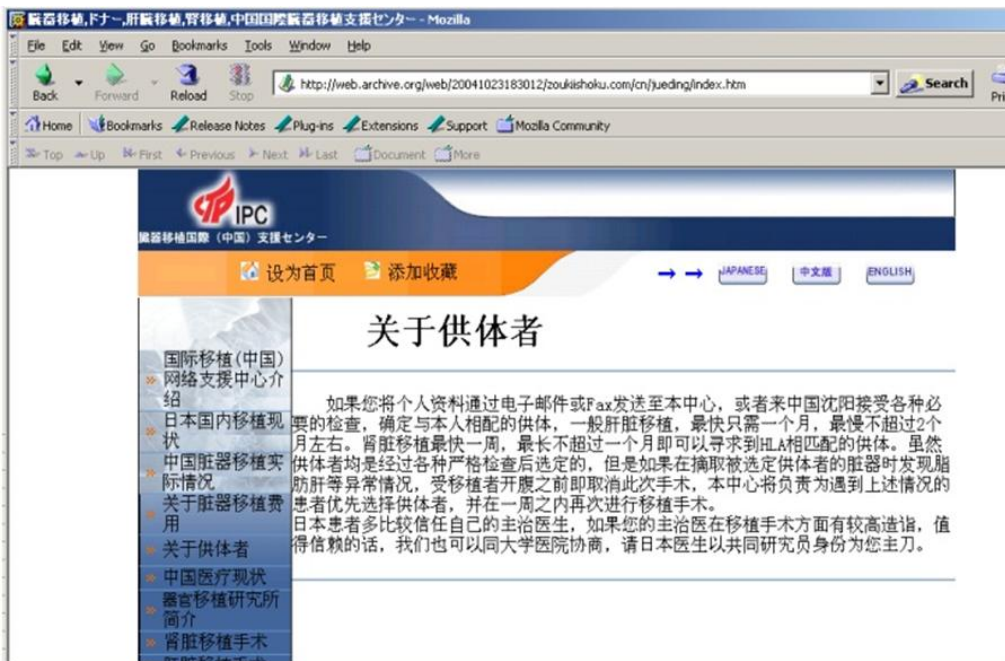 臓器移植,ドナー,肝臓移植,腎移植,中国国際臓器移植支援センター - Mozilla
File Edit View Go Bookmarks Tools Window Help
Back Forward Reload Stop http://web.archive.org/web/20041023183012/zoukiishoku.com/cn/jueding/index.htm Search Pri
Home Bookmarks Release Notes Plug-ins Extensions Support Mozilla Community
Top Up First Previous Next Last Document More
IPC
臓器移植国際（中国）支援センター
设为首页 添加收藏 → → JAPANESE 中文版 ENGLISH
关于供体者
国际移植(中国)
网络支援中心介
绍
日本国内移植现
状
中国脏器移植实
际情况
关于脏器移植费
用
关于供体者
中国医疗现状
器官移植研究所
简介
肾脏移植手术
肝脏移植手术
如果您将个人资料通过电子邮件或Fax发送至本中心，或者来中国沈阳接受各种必
要的检查，确定与本人相配的供体，一般肝脏移植，最快只需一个月，最慢不超过2个
月左右。肾脏移植最快一周，最长不超过一个月即可以寻求到HLA相匹配的供体。虽然
供体者均是经过各种严格检查后选定的，但是如果在摘取被选定供体者的脏器时发现脂
肪肝等异常情况，受移植者开腹之前即取消此次手术，本中心将负责为遇到上述情况的
患者优先选择供体者，并在一周之内再次进行移植手术。
日本患者多比较信任自己的主治医生，如果您的主治医在移植手术方面有较高造诣，值
得信赖的话，我们也可以同大学医院协商，请日本医生以共同研究员身份为您主刀。